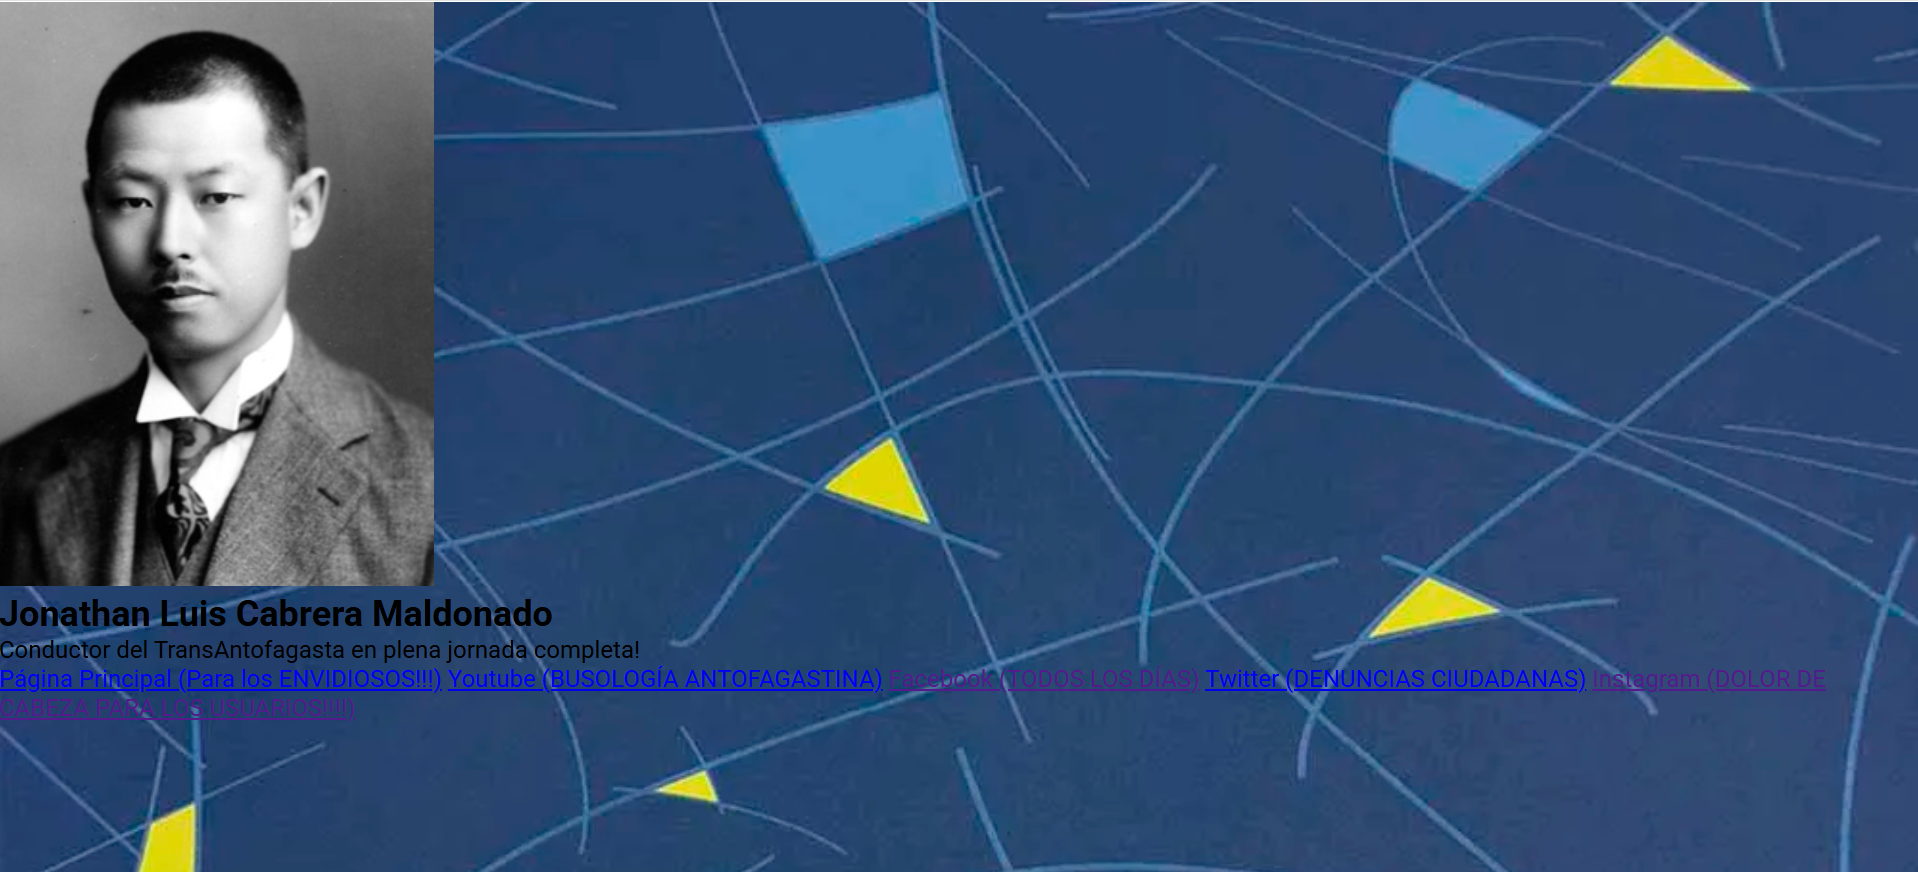 Jonathan Luis Cabrera Maldonado
Conductor del TransAntofagasta en plena jornada completa!
Página Principal (Para los ENVIDIOSOS!!!) Youtube (BUSOLOGÍA ANTOFAGASTINA) Facebook (TODOS LOS DÍAS) Twitter (DENUNCIAS CIUDADANAS) Instagram (DOLOR DE
CABEZA PARA LOS USUARIOS!!!!)